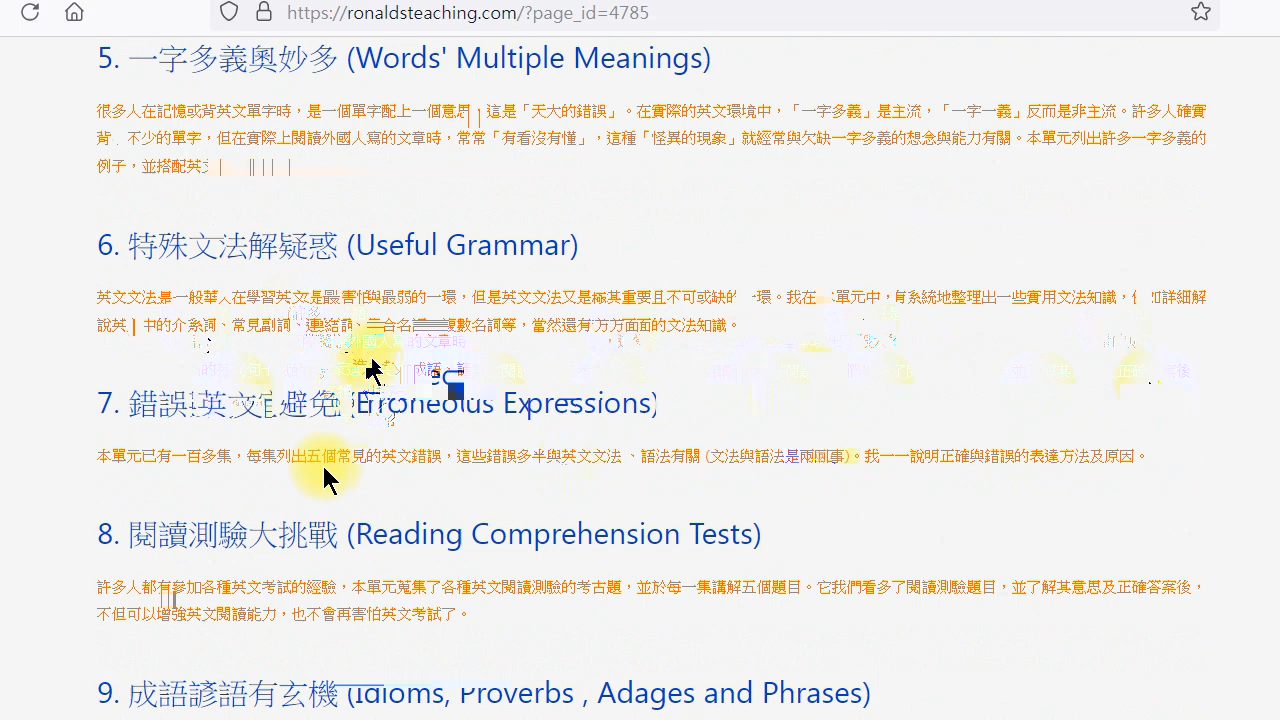 https://ronaldsteaching.com/?page_id=4785
5. 一字多義奧妙多 (Words' Multiple Meanings)
很多人在記憶或背英文單字時，是一個單字配上一個意思，這是「天大的錯誤」。在實際的英文環境中，「一字多義」是主流，「一字一義」反而是非主流。許多人確實
背 不少的單字，但在實際上閱讀外國人寫的文章時，常常「有看沒有懂」，這種「怪異的現象」就經常與欠缺一字多義的想念與能力有關。本單元列出許多一字多義的
例子，並搭配英文
6. 特殊文法解疑惑 (Useful Grammar)
英文文法是一般華人在學習英文是最害怕與最弱的一環，但是英文文法又是極其重要且不可或缺的一環。我在 單元中，有系統地整理出一些實用文法知識，例如詳細解
說英 中的介系詞、常見副詞、連結詞、 複數名詞等，當然還有方方面面的文法知識。
7. 錯誤英文 避免 (Erroneous Expressions)
本單元已有一百多集，每集列出五個常見的英文錯誤，這些錯誤多半與英文文法 、語法有關 (文法與語法是兩回事)。我一一說明正確與錯誤的表達方法及原因。
8. 閱讀測驗大挑戰 (Reading Comprehension Tests)
許多人都有參加各種英文考試的經驗，本單元蒐集了各種英文閱讀測驗的考古題，並於每一集講解五個題目。它我們看多了閱讀測驗題目，並了解其意思及正確答案後，
不但可以增強英文閱讀能力，也不會再害怕英文考試了。
9. 成語諺語有玄機 (Idioms, Proverbs , Adages and Phrases)